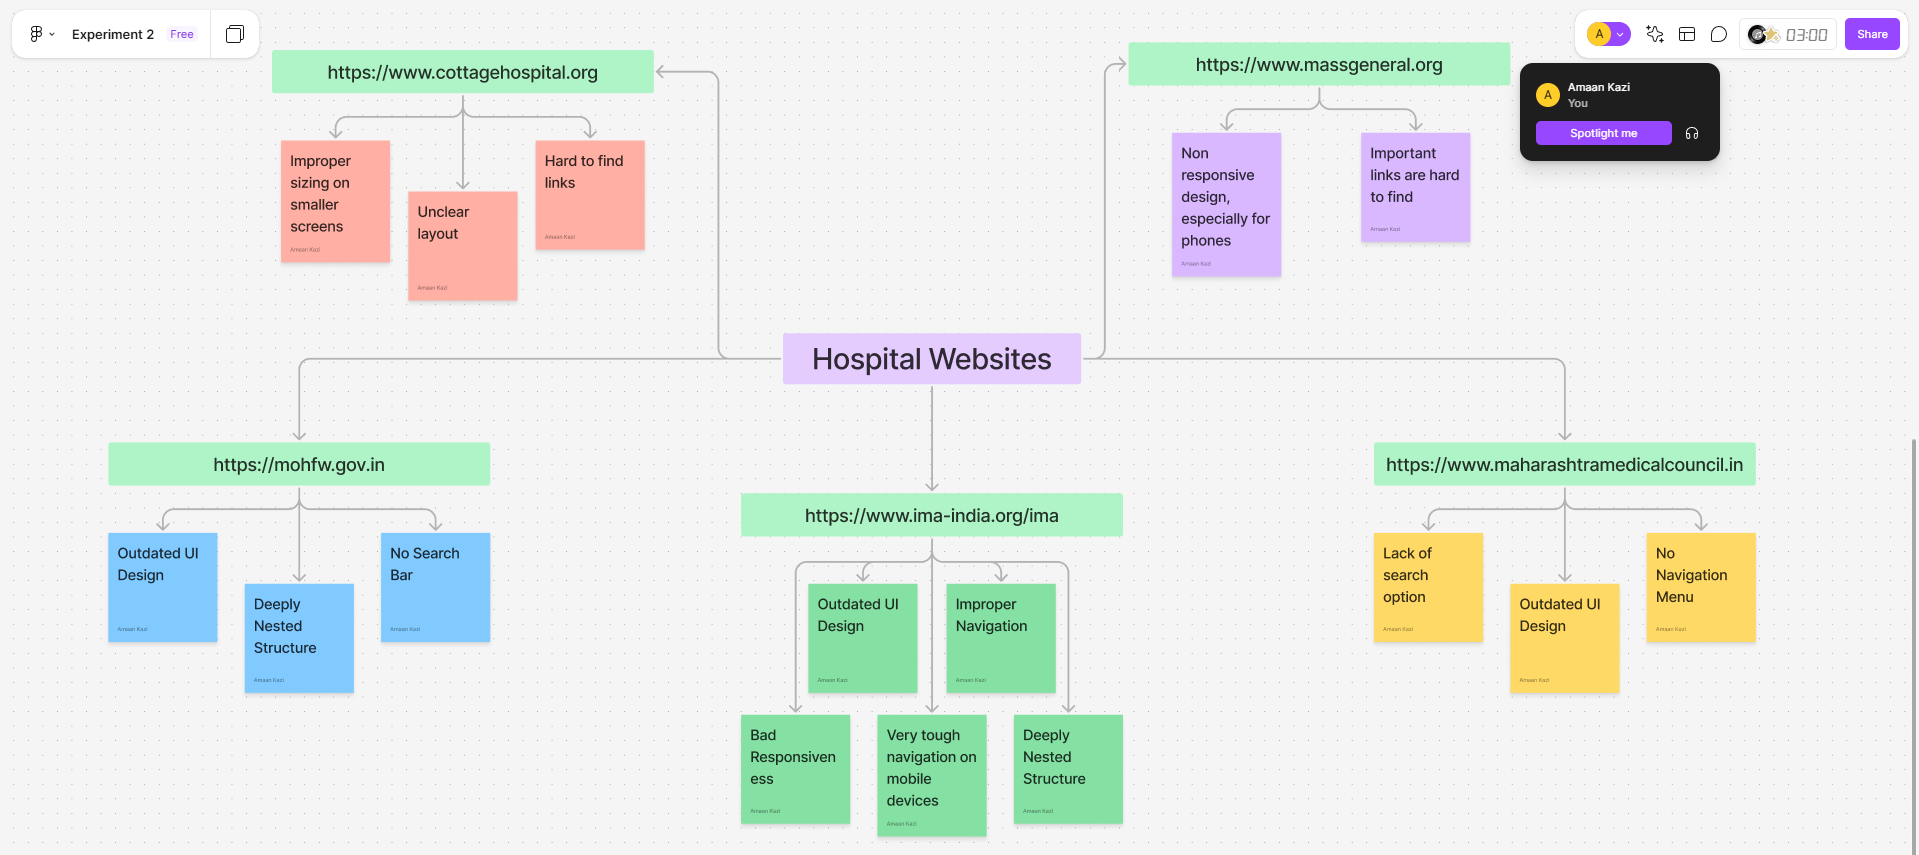 Experiment 2
Free
A
03:00
Share
A
Amaan Kazi
You
Spotlight me
https://www.cottagehospital.org
Improper
sizing on
smaller
screens
Amaan Kazi
Unclear
layout
Amaan Kazi
Hard to find
links
Amaan Kazi
https://www.massgeneral.org
Non
responsive
design,
especially for
phones
Amaan Kazi
Important
links are hard
to find
Amaan Kazi
Hospital Websites
https://mohfw.gov.in
Outdated UI
Design
Amaan Kazi
Deeply
Nested
Structure
Amaan Kazi
No Search
Bar
Amaan Kazi
https://www.ima-india.org/ima
Outdated UI
Design
Amaan Kazi
Improper
Navigation
Amaan Kazi
Bad
Responsiven
ess
Amaan Kazi
Very tough
navigation on
mobile
devices
Amaan Kazi
Deeply
Nested
Structure
Amaan Kazi
https://www.maharashtramedicalcouncil.in
Lack of
search
option
Amaan Kazi
Outdated UI
Design
Amaan Kazi
No
Navigation
Menu
Amaan Kazi